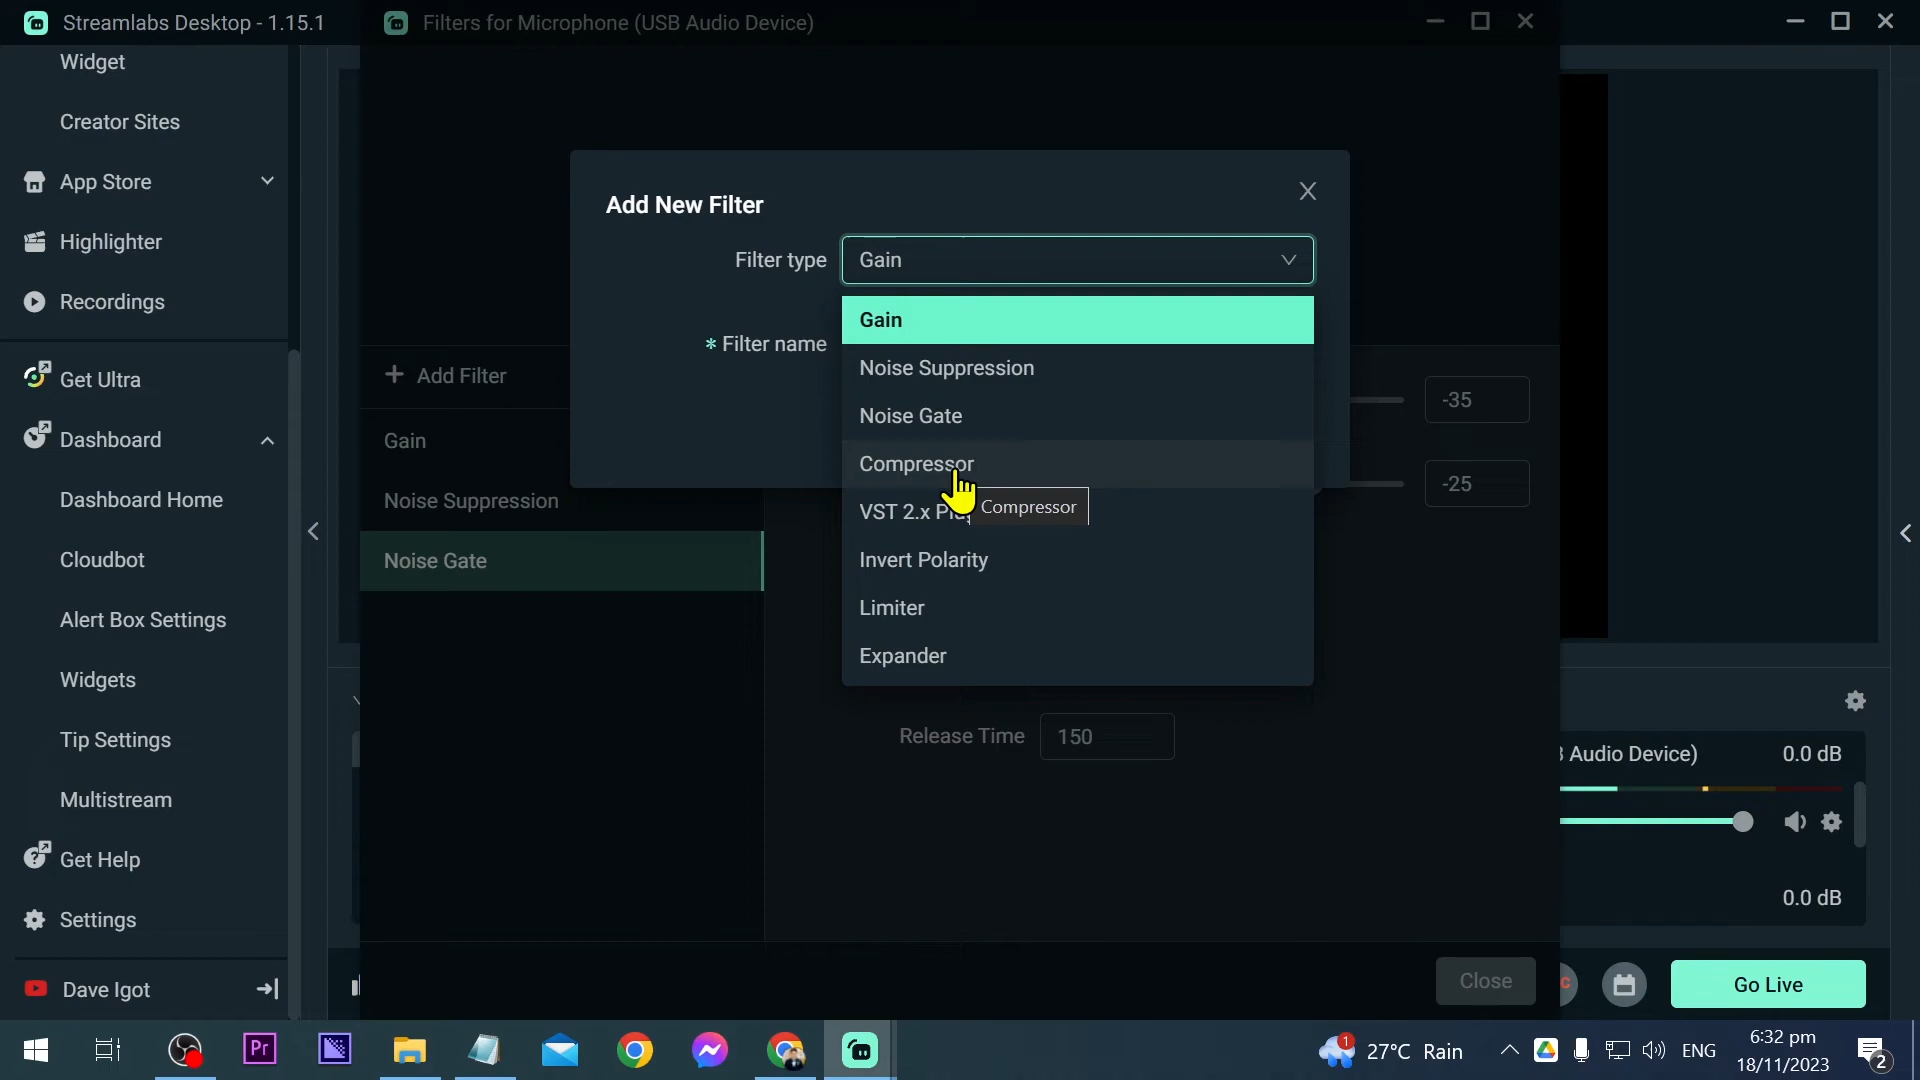 Streamlabs Desktop - 1.15.1
Filters for Microphone (USB Audio Device)
Widget
Creator Sites
App Store
Highlighter
Recordings
Get Ultra
Dashboard
Dashboard Home
Cloudbot
Alert Box Settings
Widgets
Tip Settings
Multistream
Get Help
Settings
Dave Igot
+ Add Filter
Gain
Noise Suppression
Noise Gate
Add New Filter
Filter type
Gain
* Filter name
Gain
Noise Suppression
Noise Gate
Compressor
Compressor
VST 2.x
Invert Polarity
Limiter
Expander
-35
-25
Release Time
150
Audio Device)
0.0 dB
0.0 dB
Close
Go Live
Pr
1
27°C Rain
ENG
6:32 pm
18/11/2023
2